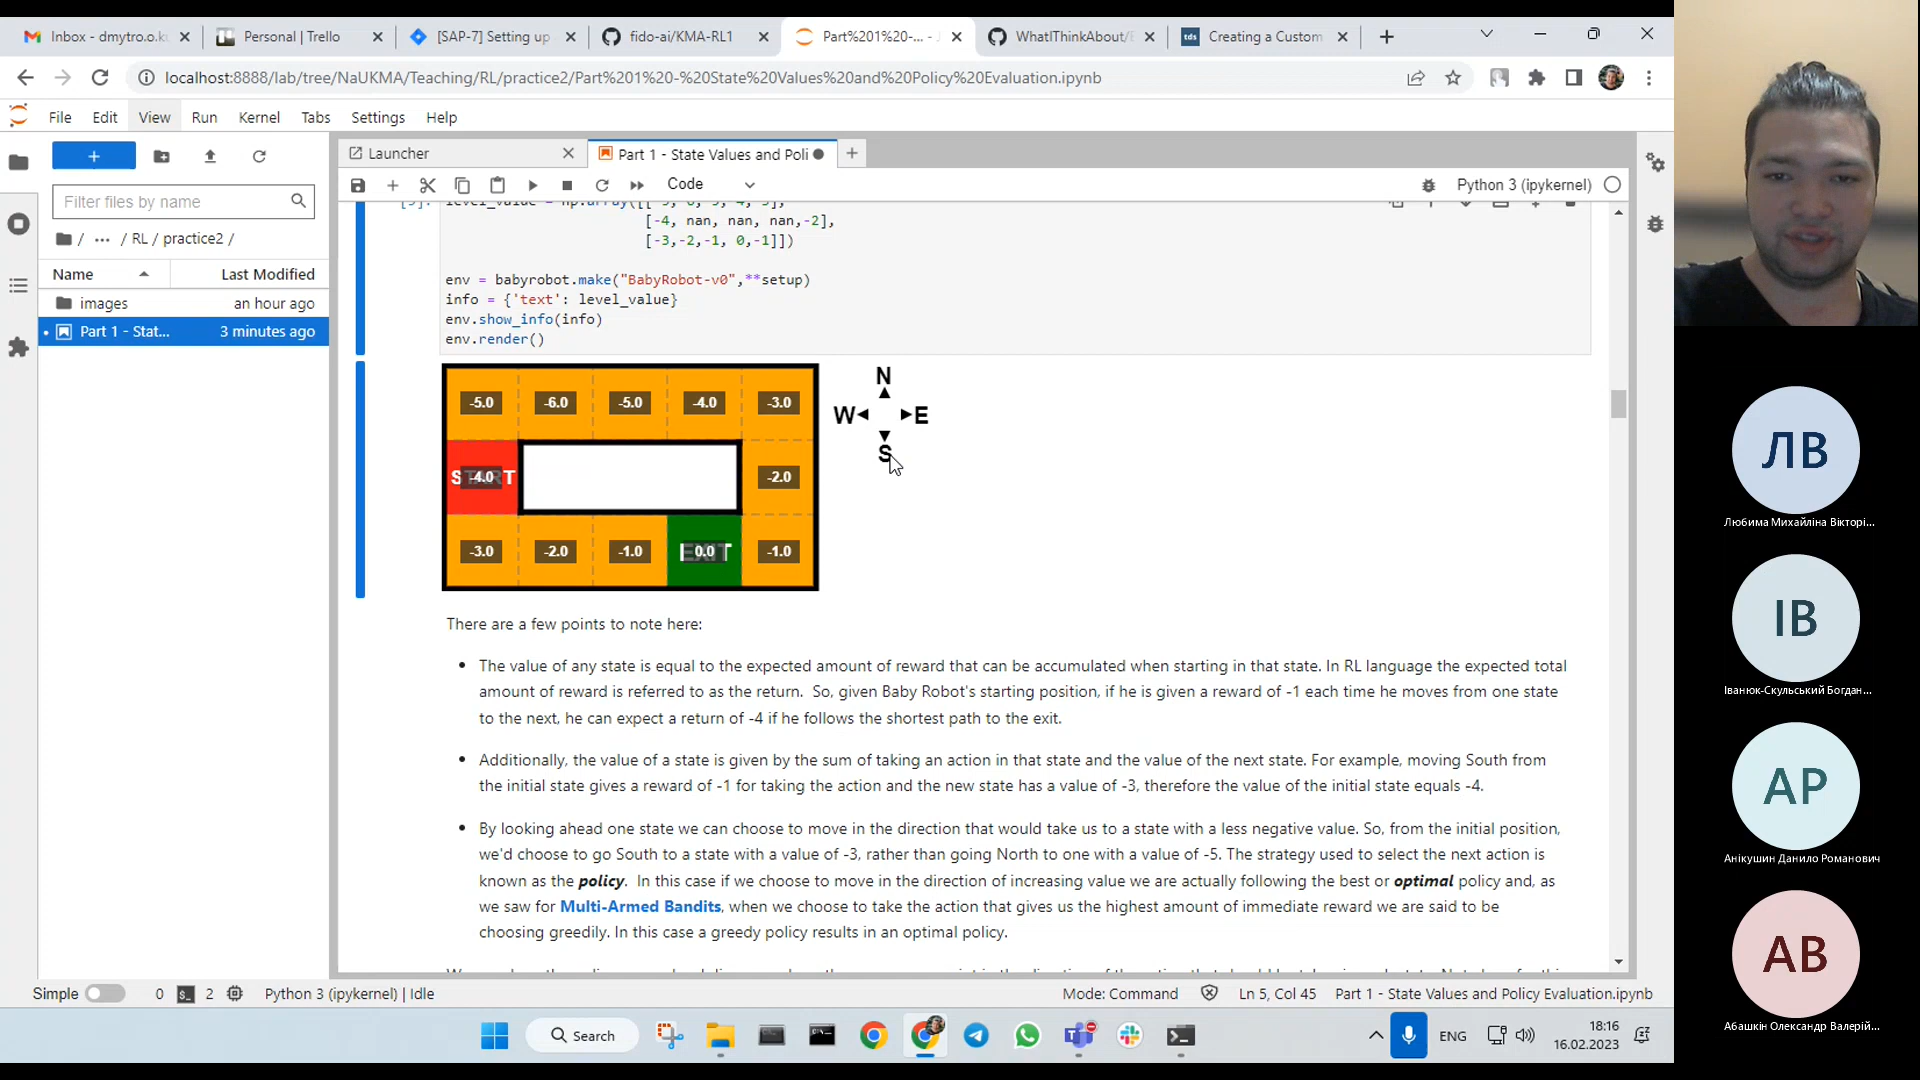 Inbox - dmytro.o.k
Personal | Trello
[SAP-7] Setting up
fido-ai/KMA-RL1
Part%201%20-...
WhatIThinkAbout/
Creating a Custom
localhost:8888/lab/tree/NaUKMA/Teaching/RL/practice2/Part%201%20-%20State%20Values%20and%20Policy%20Evaluation.ipynb
File Edit View Run Kernel Tabs Settings Help
Filter files by name
/ ... / RL / practice2 /
Name Last Modified
images an hour ago
Part 1 - Stat... 3 minutes ago
Launcher
Part 1 - State Values and Poli
Code
Python 3 (ipykernel)
[-4, nan, nan, nan,-2],
[-3,-2,-1, 0,-1]])
env = babyrobot.make("BabyRobot-v0",**setup)
info = {'text': level_value}
env.show_info(info)
env.render()
-5.0 -6.0 -5.0 -4.0 -3.0
START -4.0 -2.0
-3.0 -2.0 -1.0 EXIT 0.0 -1.0
N
W E
S
There are a few points to note here:
• The value of any state is equal to the expected amount of reward that can be accumulated when starting in that state. In RL language the expected total
amount of reward is referred to as the return. So, given Baby Robot's starting position, if he is given a reward of -1 each time he moves from one state
to the next, he can expect a return of -4 if he follows the shortest path to the exit.
• Additionally, the value of a state is given by the sum of taking an action in that state and the value of the next state. For example, moving South from
the initial state gives a reward of -1 for taking the action and the new state has a value of -3, therefore the value of the initial state equals -4.
• By looking ahead one state we can choose to move in the direction that would take us to a state with a less negative value. So, from the initial position,
we'd choose to go South to a state with a value of -3, rather than going North to one with a value of -5. The strategy used to select the next action is
known as the policy. In this case if we choose to move in the direction of increasing value we are actually following the best or optimal policy and, as
we saw for Multi-Armed Bandits, when we choose to take the action that gives us the highest amount of immediate reward we are said to be
choosing greedily. In this case a greedy policy results in an optimal policy.
Simple 0 2 Python 3 (ipykernel) | Idle
Mode: Command Ln 5, Col 45 Part 1 - State Values and Policy Evaluation.ipynb
Search
ENG
18:16
16.02.2023
ЛВ
Любима Михайліна Вікторі...
ІВ
Іванюк-Скульський Богдан...
АР
Анікушин Данило Романович
АВ
Абашкін Олександр Валерій...